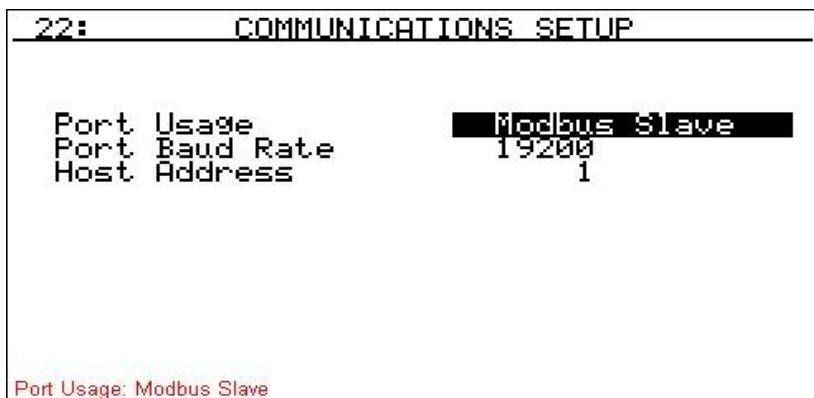 22: COMMUNICATIONS SETUP
Port Usage Modbus Slave
Port Baud Rate 19200
Host Address 1
Port Usage: Modbus Slave